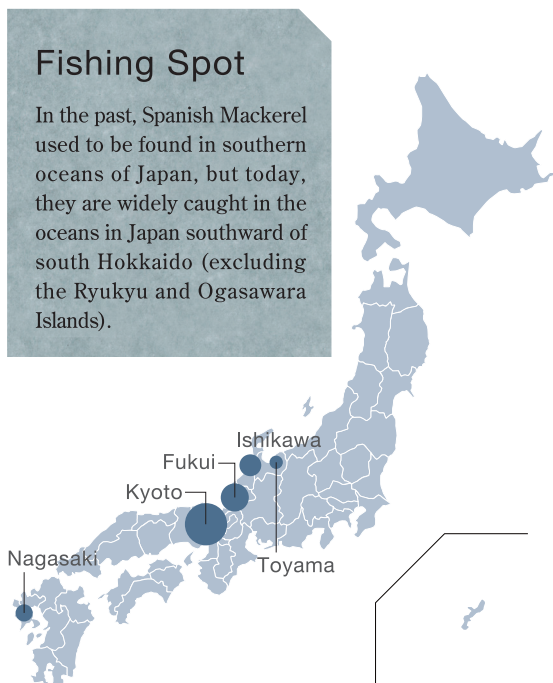 Fishing Spot
In the past, Spanish Mackerel
used to be found in southern
oceans of Japan, but today,
they are widely caught in the
oceans in Japan southward of
south Hokkaido (excluding
the Ryukyu and Ogasawara
Islands).
Ishikawa
Fukui
Kyoto
Toyama
Nagasaki